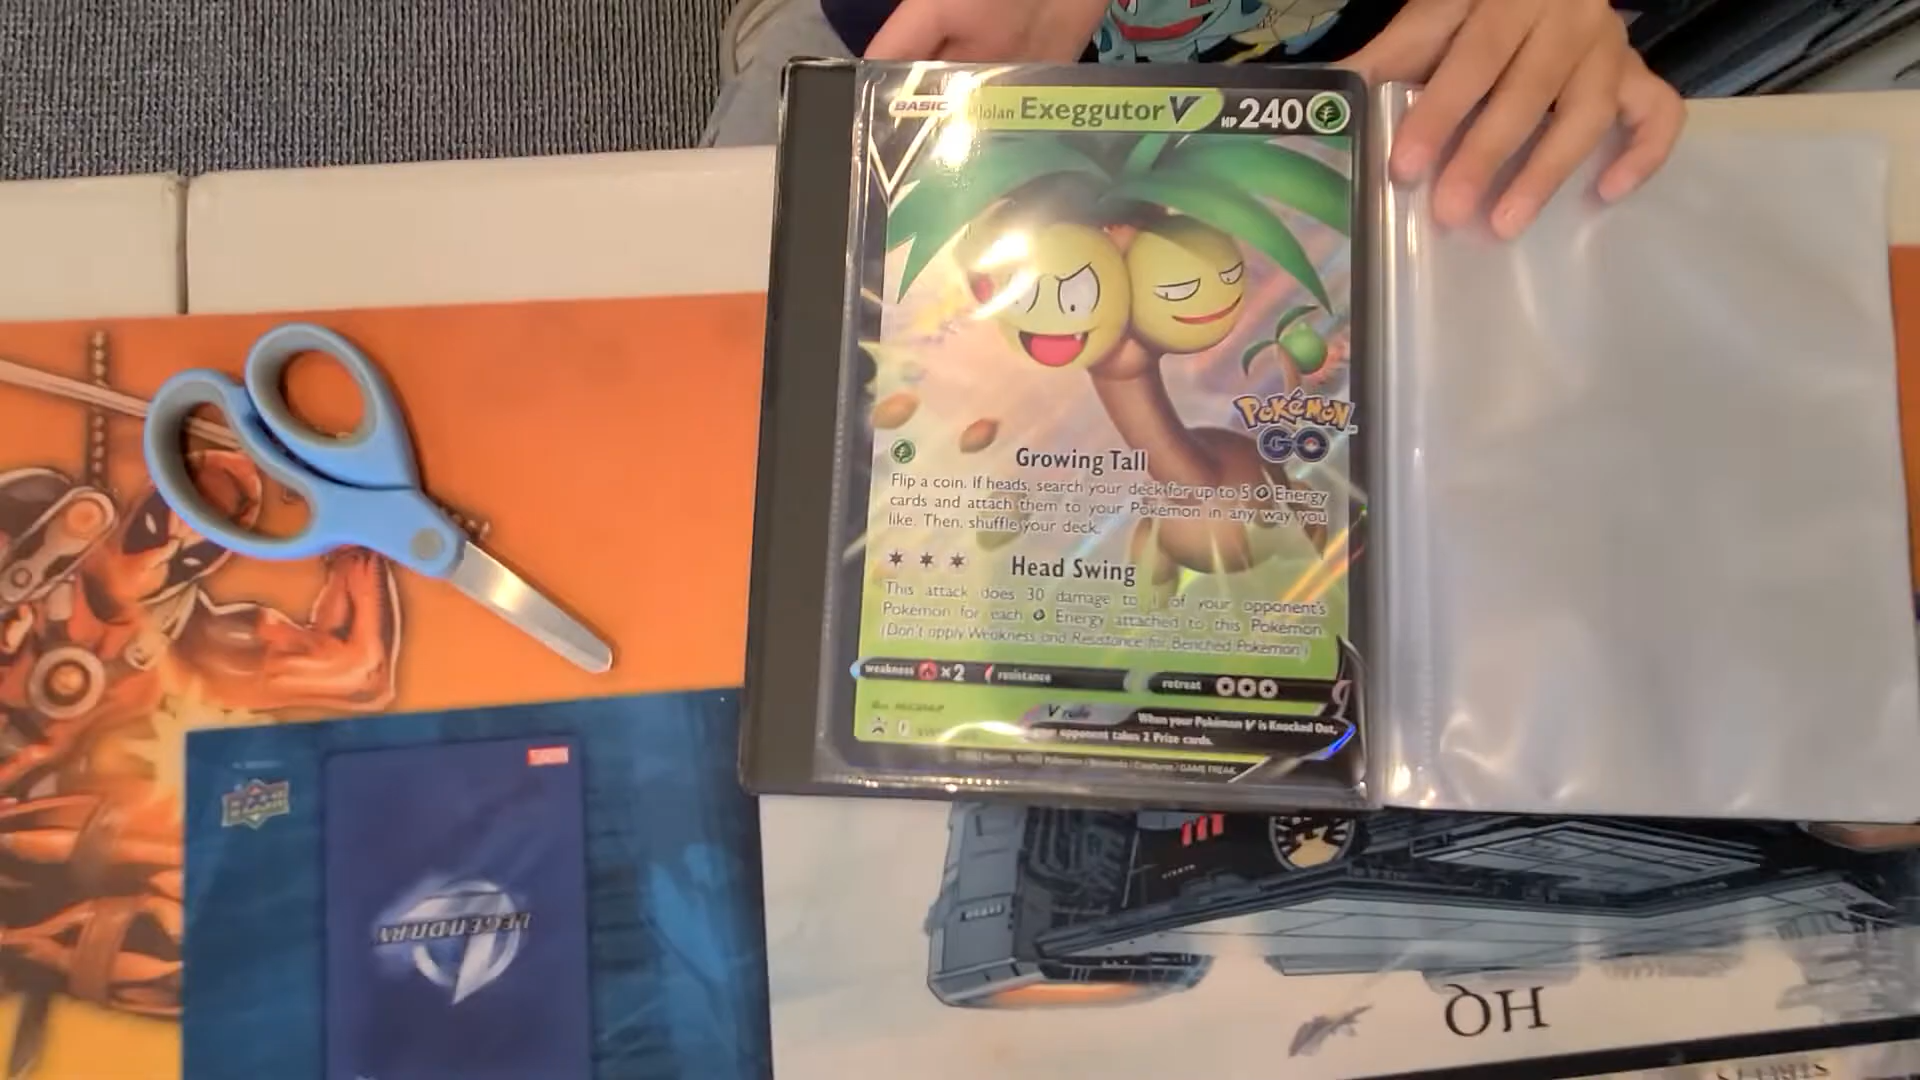 BASIC
Alolan Exeggutor V HP 240
Pokémon
GO
Growing Tall
Flip a coin. If heads, search your deck for up to 5 Energy
cards and attach them to your Pokémon in any way you
like. Then, shuffle your deck.
Head Swing
This attack does 30 damage to 1 of your opponent's
Pokémon for each Energy attached to this Pokémon.
(Don't apply Weakness and Resistance for Benched Pokémon.)
weakness ×2 resistance retreat
V rule When your Pokémon V is Knocked Out,
your opponent takes 2 Prize cards.
LEGENDARY
HQ